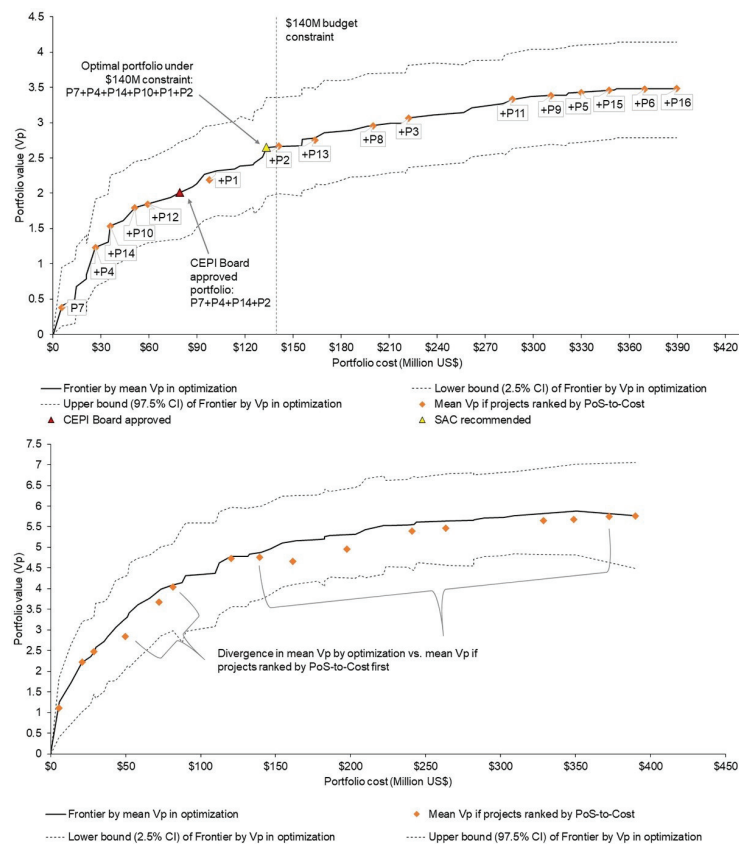 $140M budget
constraint
Optimal portfolio under
$140M constraint:
P7+P4+P14+P10+P1+P2
Portfolio value (Vp)
4.5
4
3.5
3
2.5
2
1.5
1
0.5
0
P7
+P4
+P14
+P10
+P12
+P1
+P2
+P13
+P8
+P3
+P11
+P9
+P5
+P15
+P6
+P16
CEPI Board
approved
portfolio:
P7+P4+P14+P2
$0 $30 $60 $90 $120 $150 $180 $210 $240 $270 $300 $330 $360 $390 $420
Portfolio cost (Million US$)
Frontier by mean Vp in optimization
Lower bound (2.5% CI) of Frontier by Vp in optimization
Upper bound (97.5% CI) of Frontier by Vp in optimization
Mean Vp if projects ranked by PoS-to-Cost
CEPI Board approved
SAC recommended
Portfolio value (Vp)
7.5
7
6.5
6
5.5
5
4.5
4
3.5
3
2.5
2
1.5
1
0.5
0
Divergence in mean Vp by optimization vs. mean Vp if
projects ranked by PoS-to-Cost first
$0 $50 $100 $150 $200 $250 $300 $350 $400 $450
Portfolio cost (Million US$)
Frontier by mean Vp in optimization
Mean Vp if projects ranked by PoS-to-Cost
Lower bound (2.5% CI) of Frontier by Vp in optimization
Upper bound (97.5% CI) of Frontier by Vp in optimization